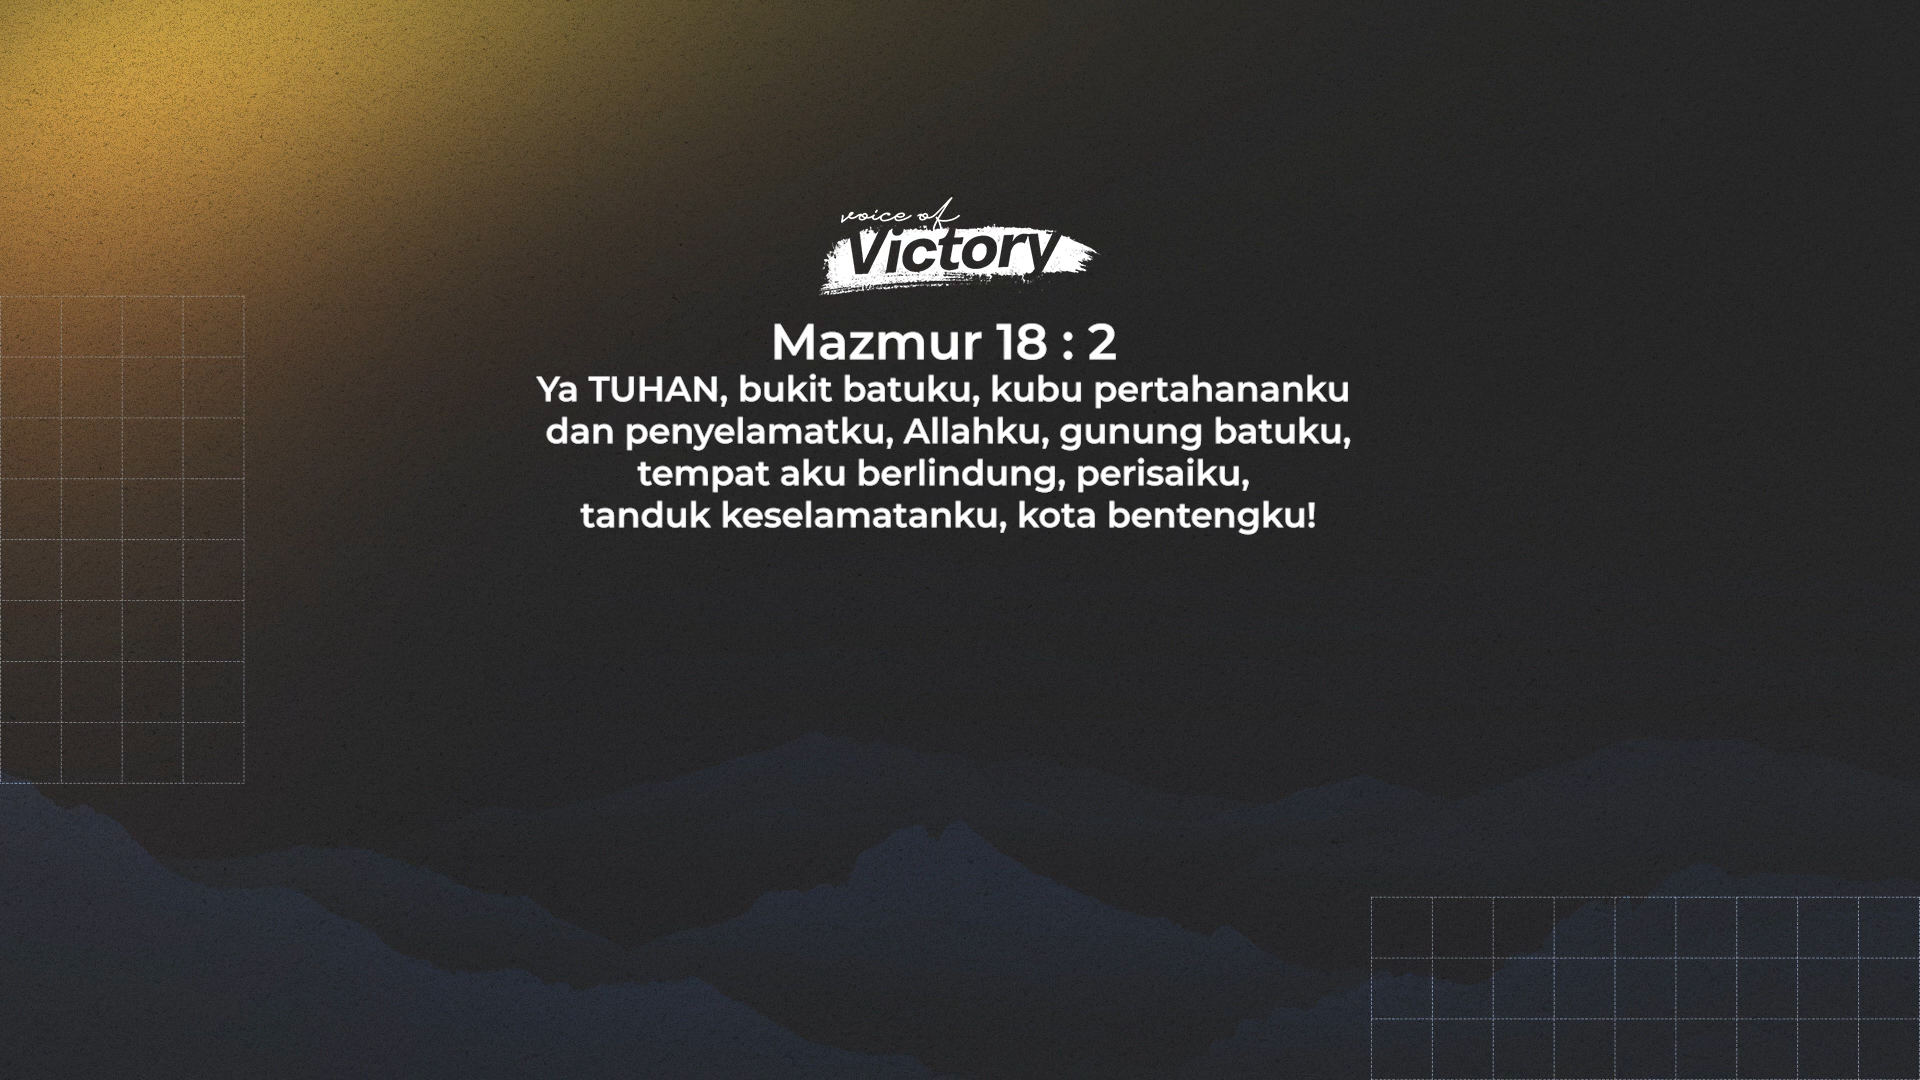 voice of
Victory
Mazmur 18 : 2
Ya TUHAN, bukit batuku, kubu pertahananku
dan penyelamatku, Allahku, gunung batuku,
tempat aku berlindung, perisaiku,
tanduk keselamatanku, kota bentengku!